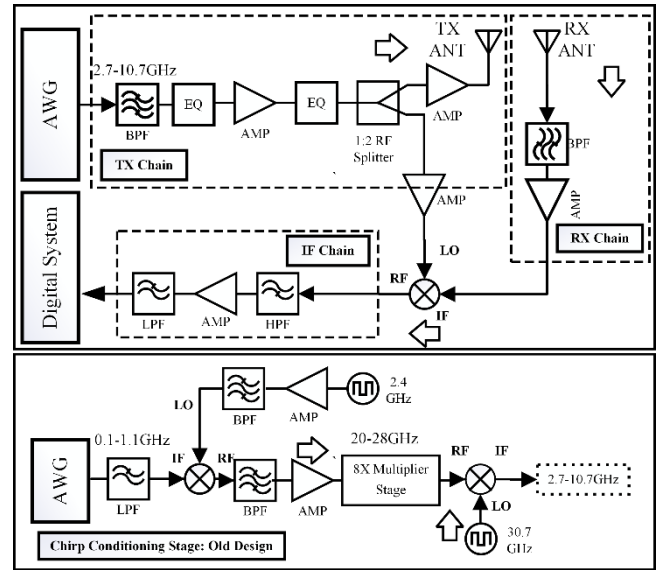 TX
ANT
RX
ANT
AWG
2.7-10.7GHz
BPF
EQ
AMP
EQ
1:2 RF
Splitter
AMP
BPF
AMP
TX Chain
RX Chain
AMP
LO
Digital System
IF Chain
RF
IF
LPF
AMP
HPF
2.4
GHz
BPF
AMP
LO
AWG
0.1-1.1GHz
LPF
IF
RF
BPF
AMP
20-28GHz
8X Multiplier
Stage
RF
IF
LO
2.7-10.7GHz
30.7
GHz
Chirp Conditioning Stage: Old Design